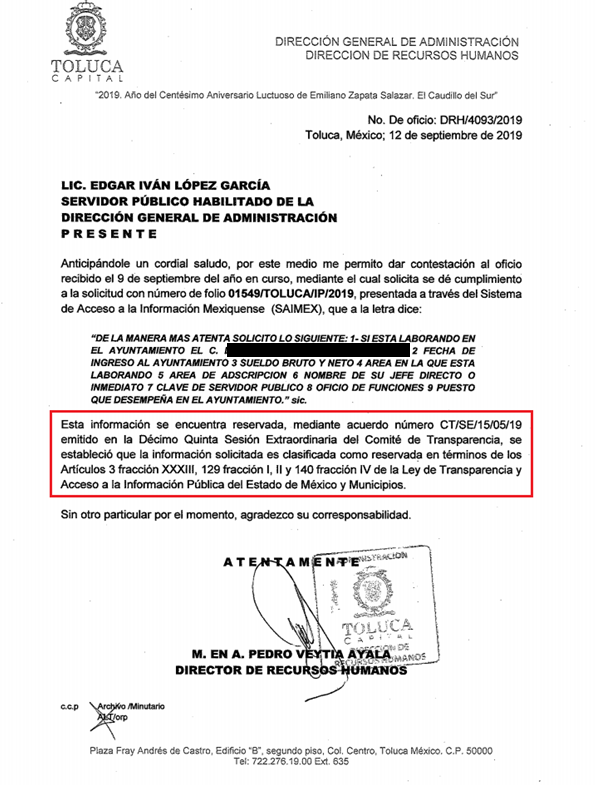 TOLUCA
CAPITAL
DIRECCIÓN GENERAL DE ADMINISTRACIÓN
DIRECCION DE RECURSOS HUMANOS
"2019. Año del Centésimo Aniversario Luctuoso de Emiliano Zapata Salazar. El Caudillo del Sur"
No. De oficio: DRH/4093/2019
Toluca, México; 12 de septiembre de 2019
LIC. EDGAR IVÁN LÓPEZ GARCÍA
SERVIDOR PÚBLICO HABILITADO DE LA
DIRECCIÓN GENERAL DE ADMINISTRACIÓN
P R E S E N T E
Anticipándole un cordial saludo, por este medio me permito dar contestación al oficio
recibido el 9 de septiembre del año en curso, mediante el cual solicita se dé cumplimiento
a la solicitud con número de folio 01549/TOLUCA/IP/2019, presentada a través del Sistema
de Acceso a la Información Mexiquense (SAIMEX), que a la letra dice:
"DE LA MANERA MAS ATENTA SOLICITO LO SIGUIENTE: 1- SI ESTA LABORANDO EN
EL AYUNTAMIENTO EL C. 2 FECHA DE
INGRESO AL AYUNTAMIENTO 3 SUELDO BRUTO Y NETO 4 AREA EN LA QUE ESTA
LABORANDO 5 AREA DE ADSCRIPCION 6 NOMBRE DE SU JEFE DIRECTO O
INMEDIATO 7 CLAVE DE SERVIDOR PUBLICO 8 OFICIO DE FUNCIONES 9 PUESTO
QUE DESEMPEÑA EN EL AYUNTAMIENTO." sic.
Esta información se encuentra reservada, mediante acuerdo número CT/SE/15/05/19
emitido en la Décimo Quinta Sesión Extraordinaria del Comité de Transparencia, se
estableció que la información solicitada es clasificada como reservada en términos de los
Artículos 3 fracción XXXIII, 129 fracción I, II y 140 fracción IV de la Ley de Transparencia y
Acceso a la Información Pública del Estado de México y Municipios.
Sin otro particular por el momento, agradezco su corresponsabilidad.
A T E N T A M E N T E
TOLUCA
CAPITAL
DIRECCIÓN DE
RECURSOS HUMANOS
M. EN A. PEDRO VEYTIA AYALA
DIRECTOR DE RECURSOS HUMANOS
c.c.p Archivo /Minutario
Plaza Fray Andrés de Castro, Edificio "B", segundo piso, Col. Centro, Toluca México. C.P. 50000
Tel: 722.276.19.00 Ext. 635